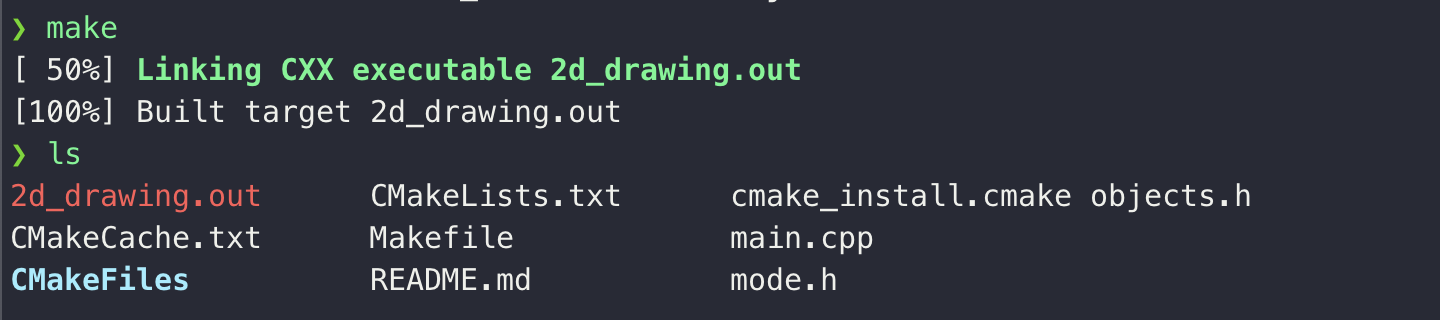 ❯ make
[ 50%] Linking CXX executable 2d_drawing.out
[100%] Built target 2d_drawing.out
❯ ls
2d_drawing.out      CMakeLists.txt      cmake_install.cmake objects.h
CMakeCache.txt      Makefile            main.cpp
CMakeFiles          README.md           mode.h